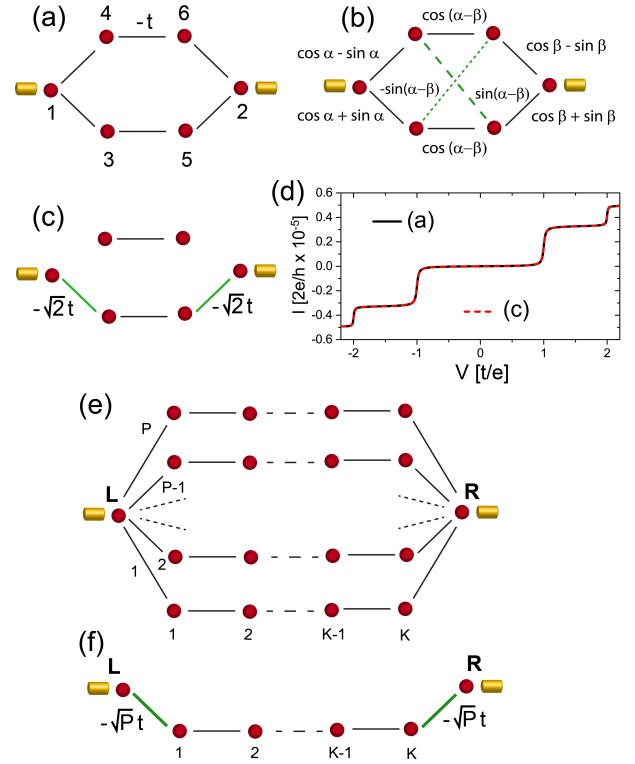 (a)
4
-t
6
1
2
3
5
(b)
cos (α−β)
cos α - sin α
cos β - sin β
-sin(α−β)
sin(α−β)
cos α + sin α
cos β + sin β
cos (α−β)
(c)
-√2 t
-√2 t
(d)
I [2e/h x 10⁻⁵]
0.6
0.4
0.2
0.0
-0.2
-0.4
-0.6
(a)
(c)
-2
-1
0
1
2
V [t/e]
(e)
P
P-1
L
R
2
1
1
2
K-1
K
(f)
L
R
-√P t
-√P t
1
2
K-1
K